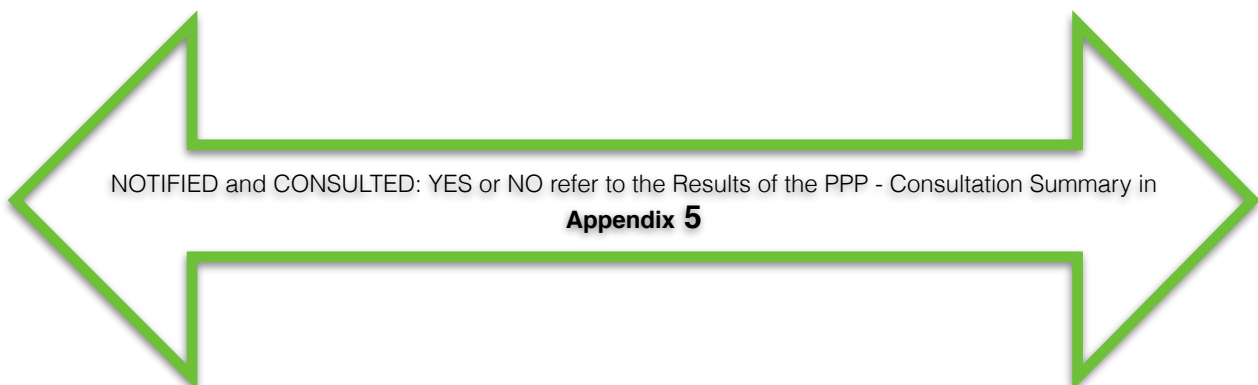 NOTIFIED and CONSULTED: YES or NO refer to the Results of the PPP - Consultation Summary in
Appendix 5